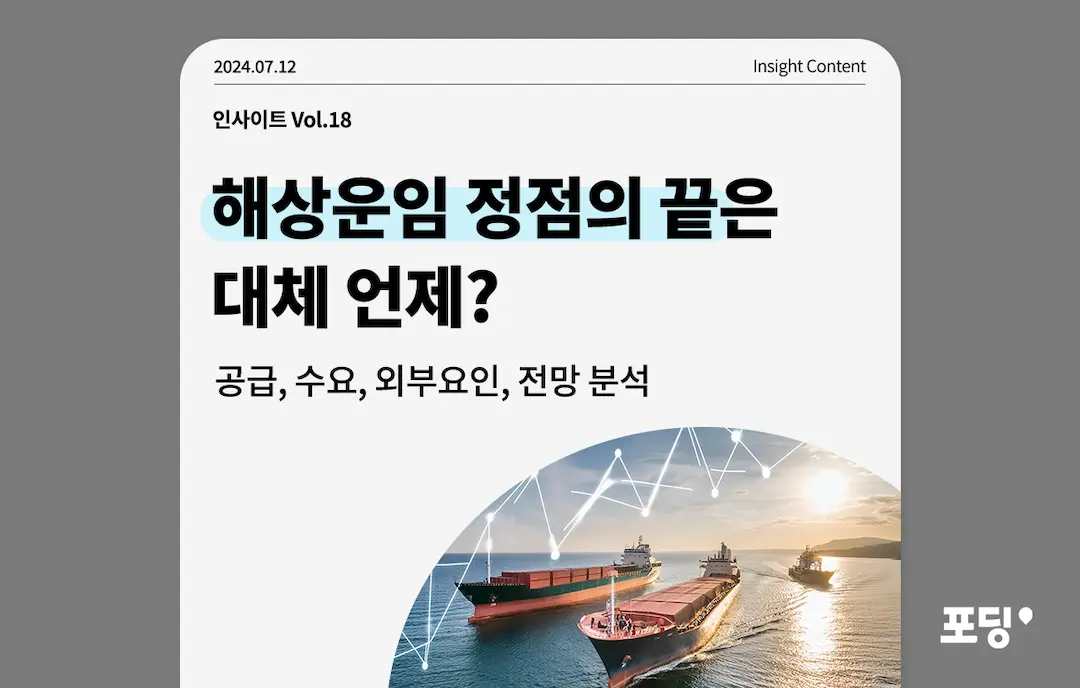 2024.07.12
Insight Content
인사이트 Vol.18
해상운임 정점의 끝은
대체 언제?
공급, 수요, 외부요인, 전망 분석
포딩